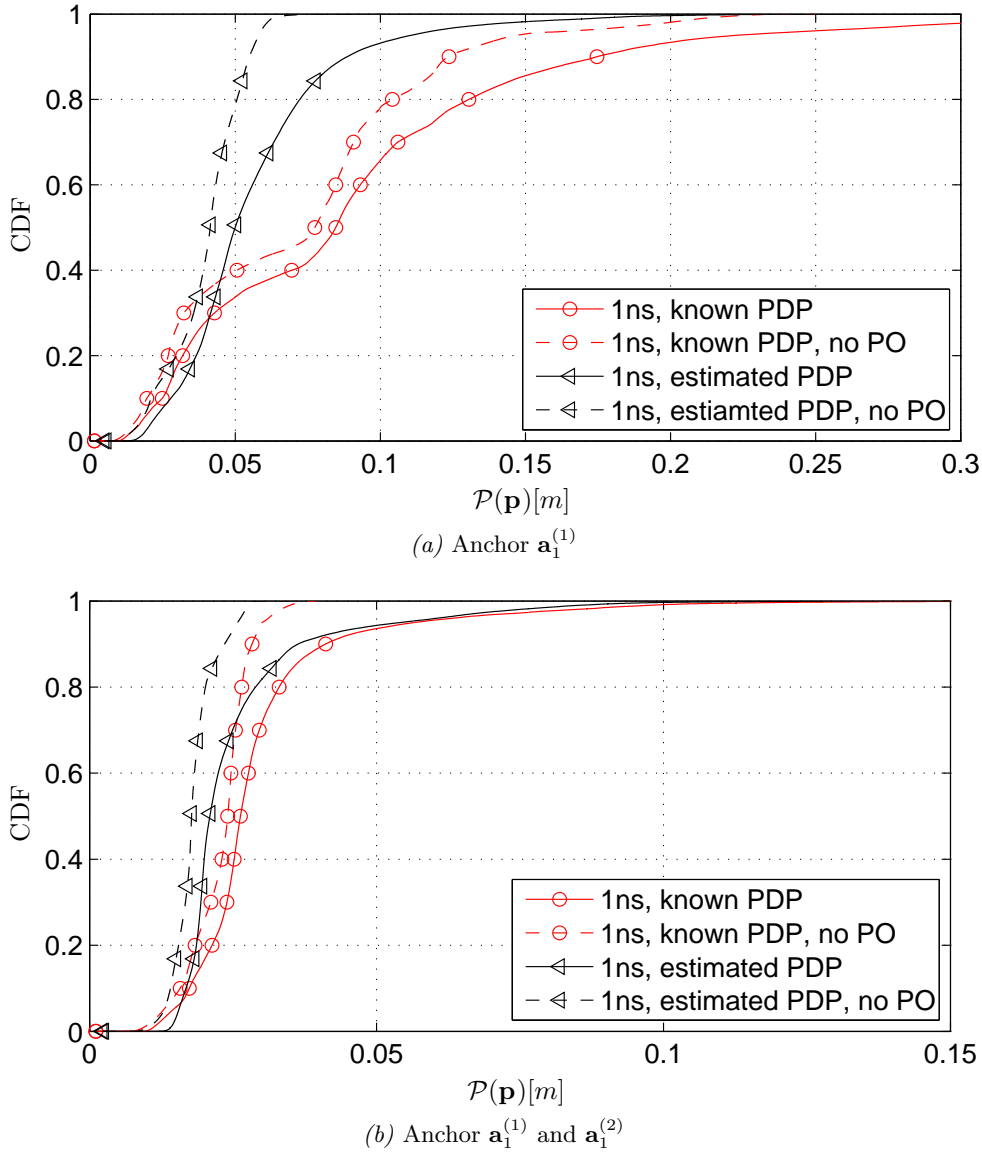 1
0.8
0.6
0.4
0.2
0
CDF
1ns, known PDP
1ns, known PDP, no PO
1ns, estimated PDP
1ns, estiamted PDP, no PO
0 0.05 0.1 0.15 0.2 0.25 0.3
𝒫(𝐩)[m]
(a) Anchor 𝐚₁⁽¹⁾
1
0.8
0.6
0.4
0.2
0
CDF
1ns, known PDP
1ns, known PDP, no PO
1ns, estimated PDP
1ns, estimated PDP, no PO
0 0.05 0.1 0.15
𝒫(𝐩)[m]
(b) Anchor 𝐚₁⁽¹⁾ and 𝐚₁⁽²⁾